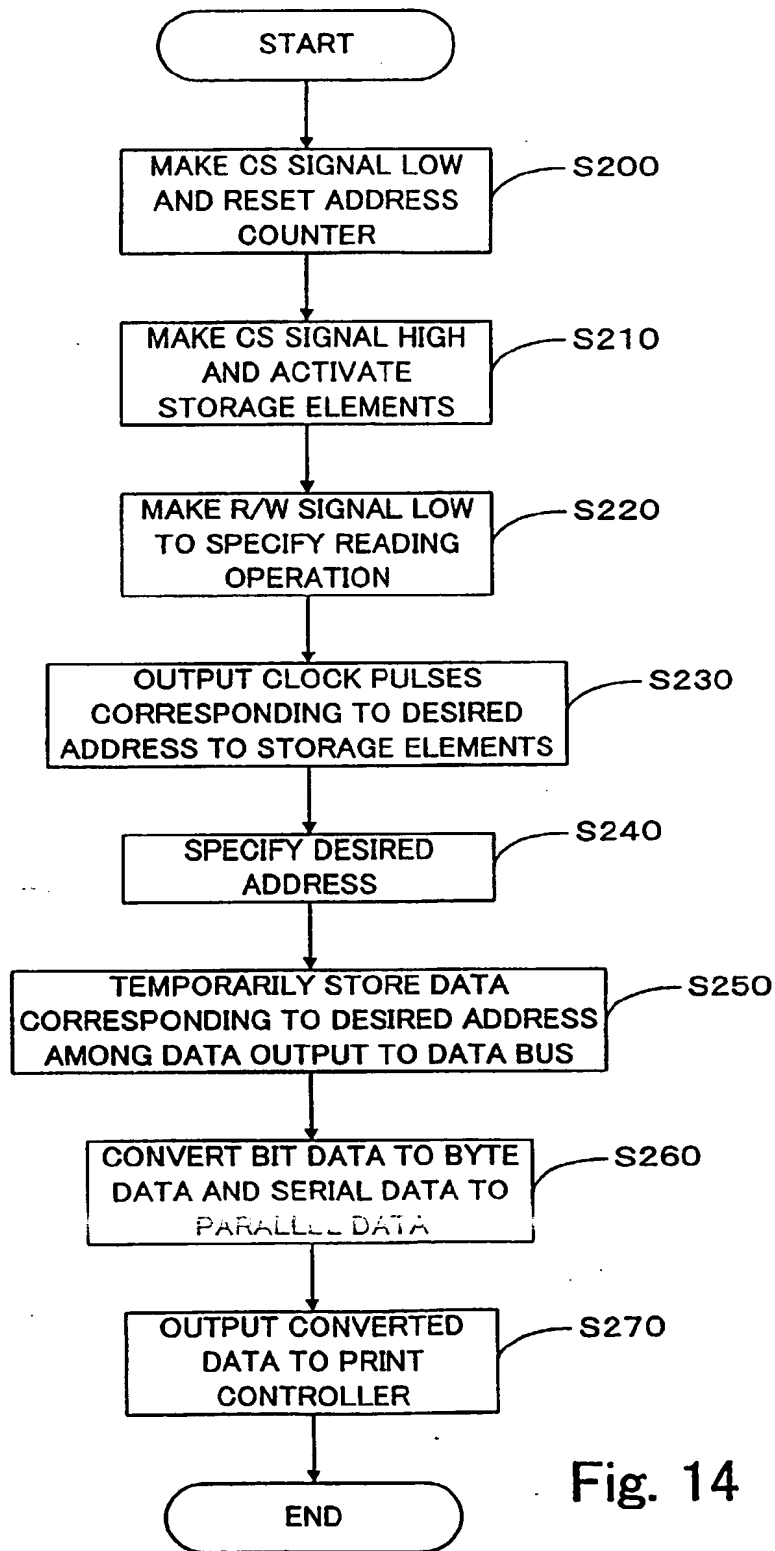 START
MAKE CS SIGNAL LOW
AND RESET ADDRESS
COUNTER
S200
MAKE CS SIGNAL HIGH
AND ACTIVATE
STORAGE ELEMENTS
S210
MAKE R/W SIGNAL LOW
TO SPECIFY READING
OPERATION
S220
OUTPUT CLOCK PULSES
CORRESPONDING TO DESIRED
ADDRESS TO STORAGE ELEMENTS
S230
SPECIFY DESIRED
ADDRESS
S240
TEMPORARILY STORE DATA
CORRESPONDING TO DESIRED ADDRESS
AMONG DATA OUTPUT TO DATA BUS
S250
CONVERT BIT DATA TO BYTE
DATA AND SERIAL DATA TO
PARALLEL DATA
S260
OUTPUT CONVERTED
DATA TO PRINT
CONTROLLER
S270
END
Fig. 14